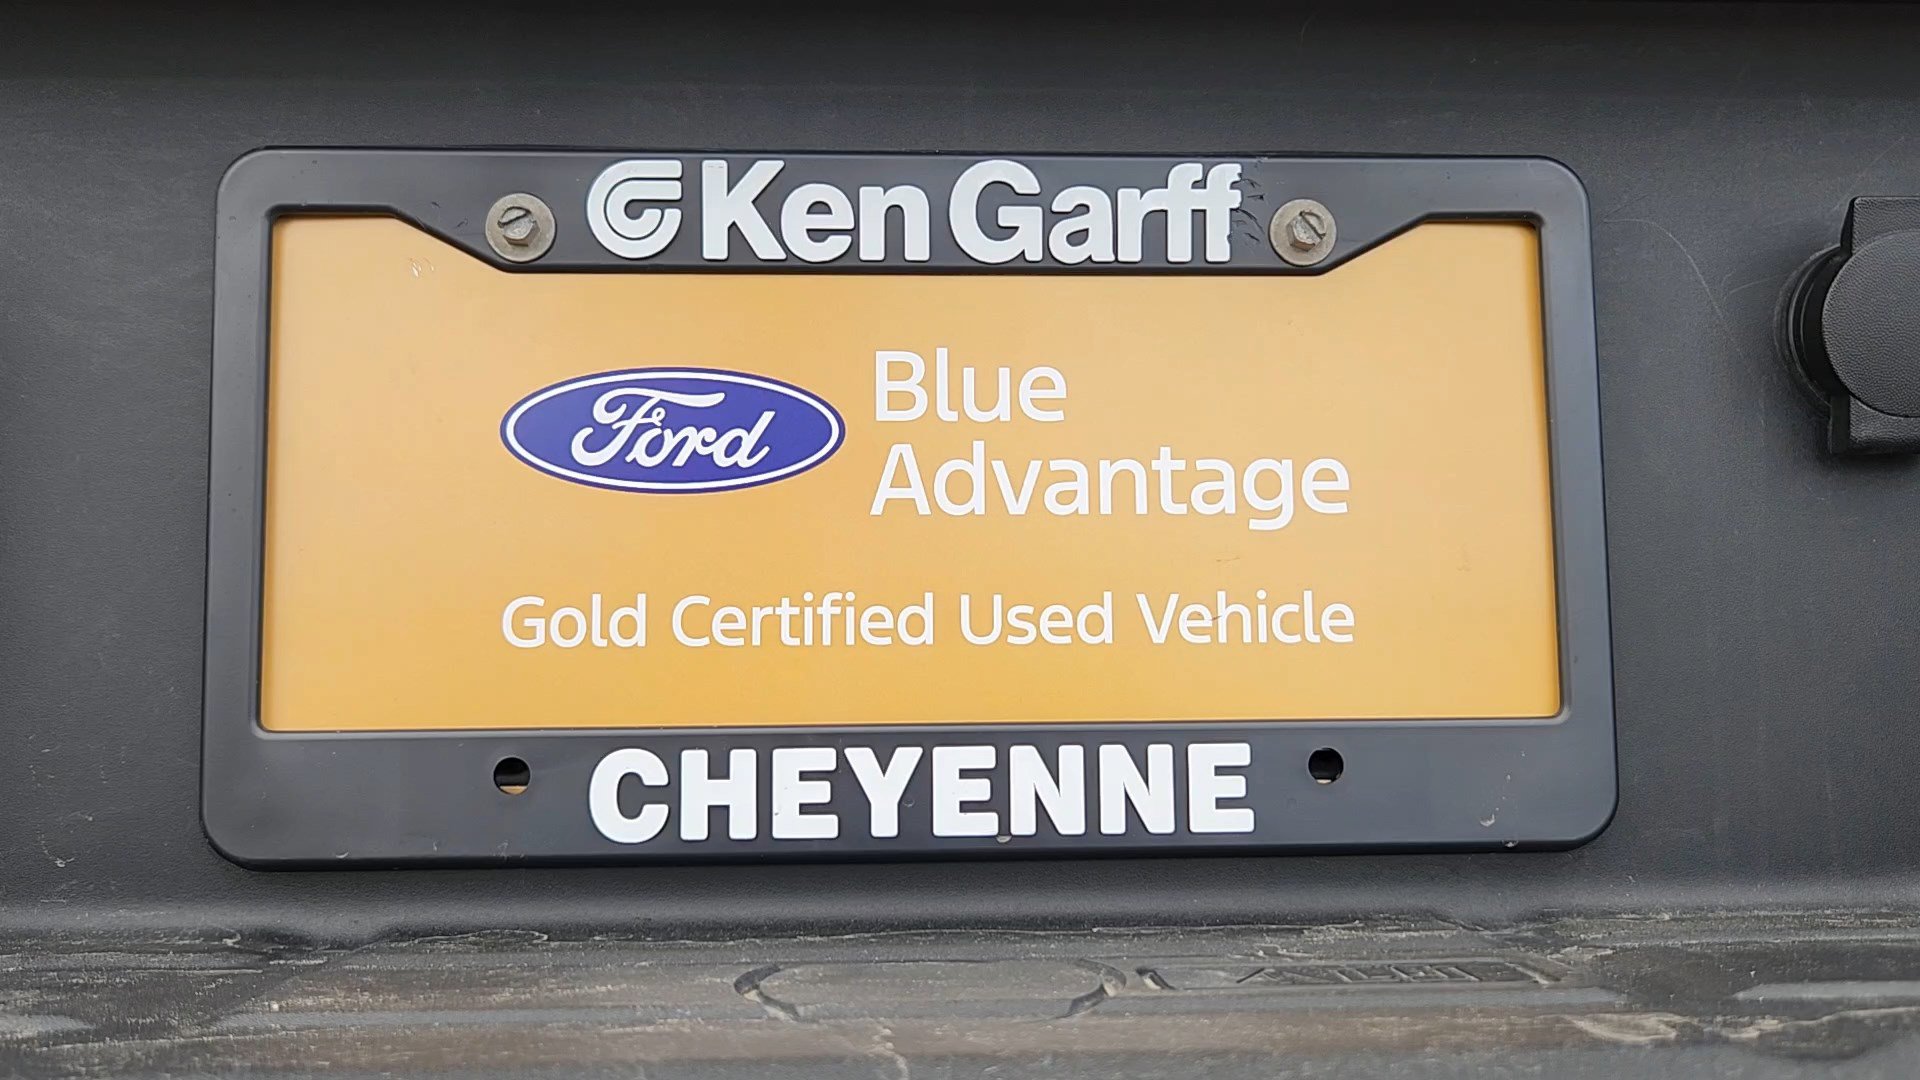 Ken Garff
Ford
Blue
Advantage
Gold Certified Used Vehicle
CHEYENNE